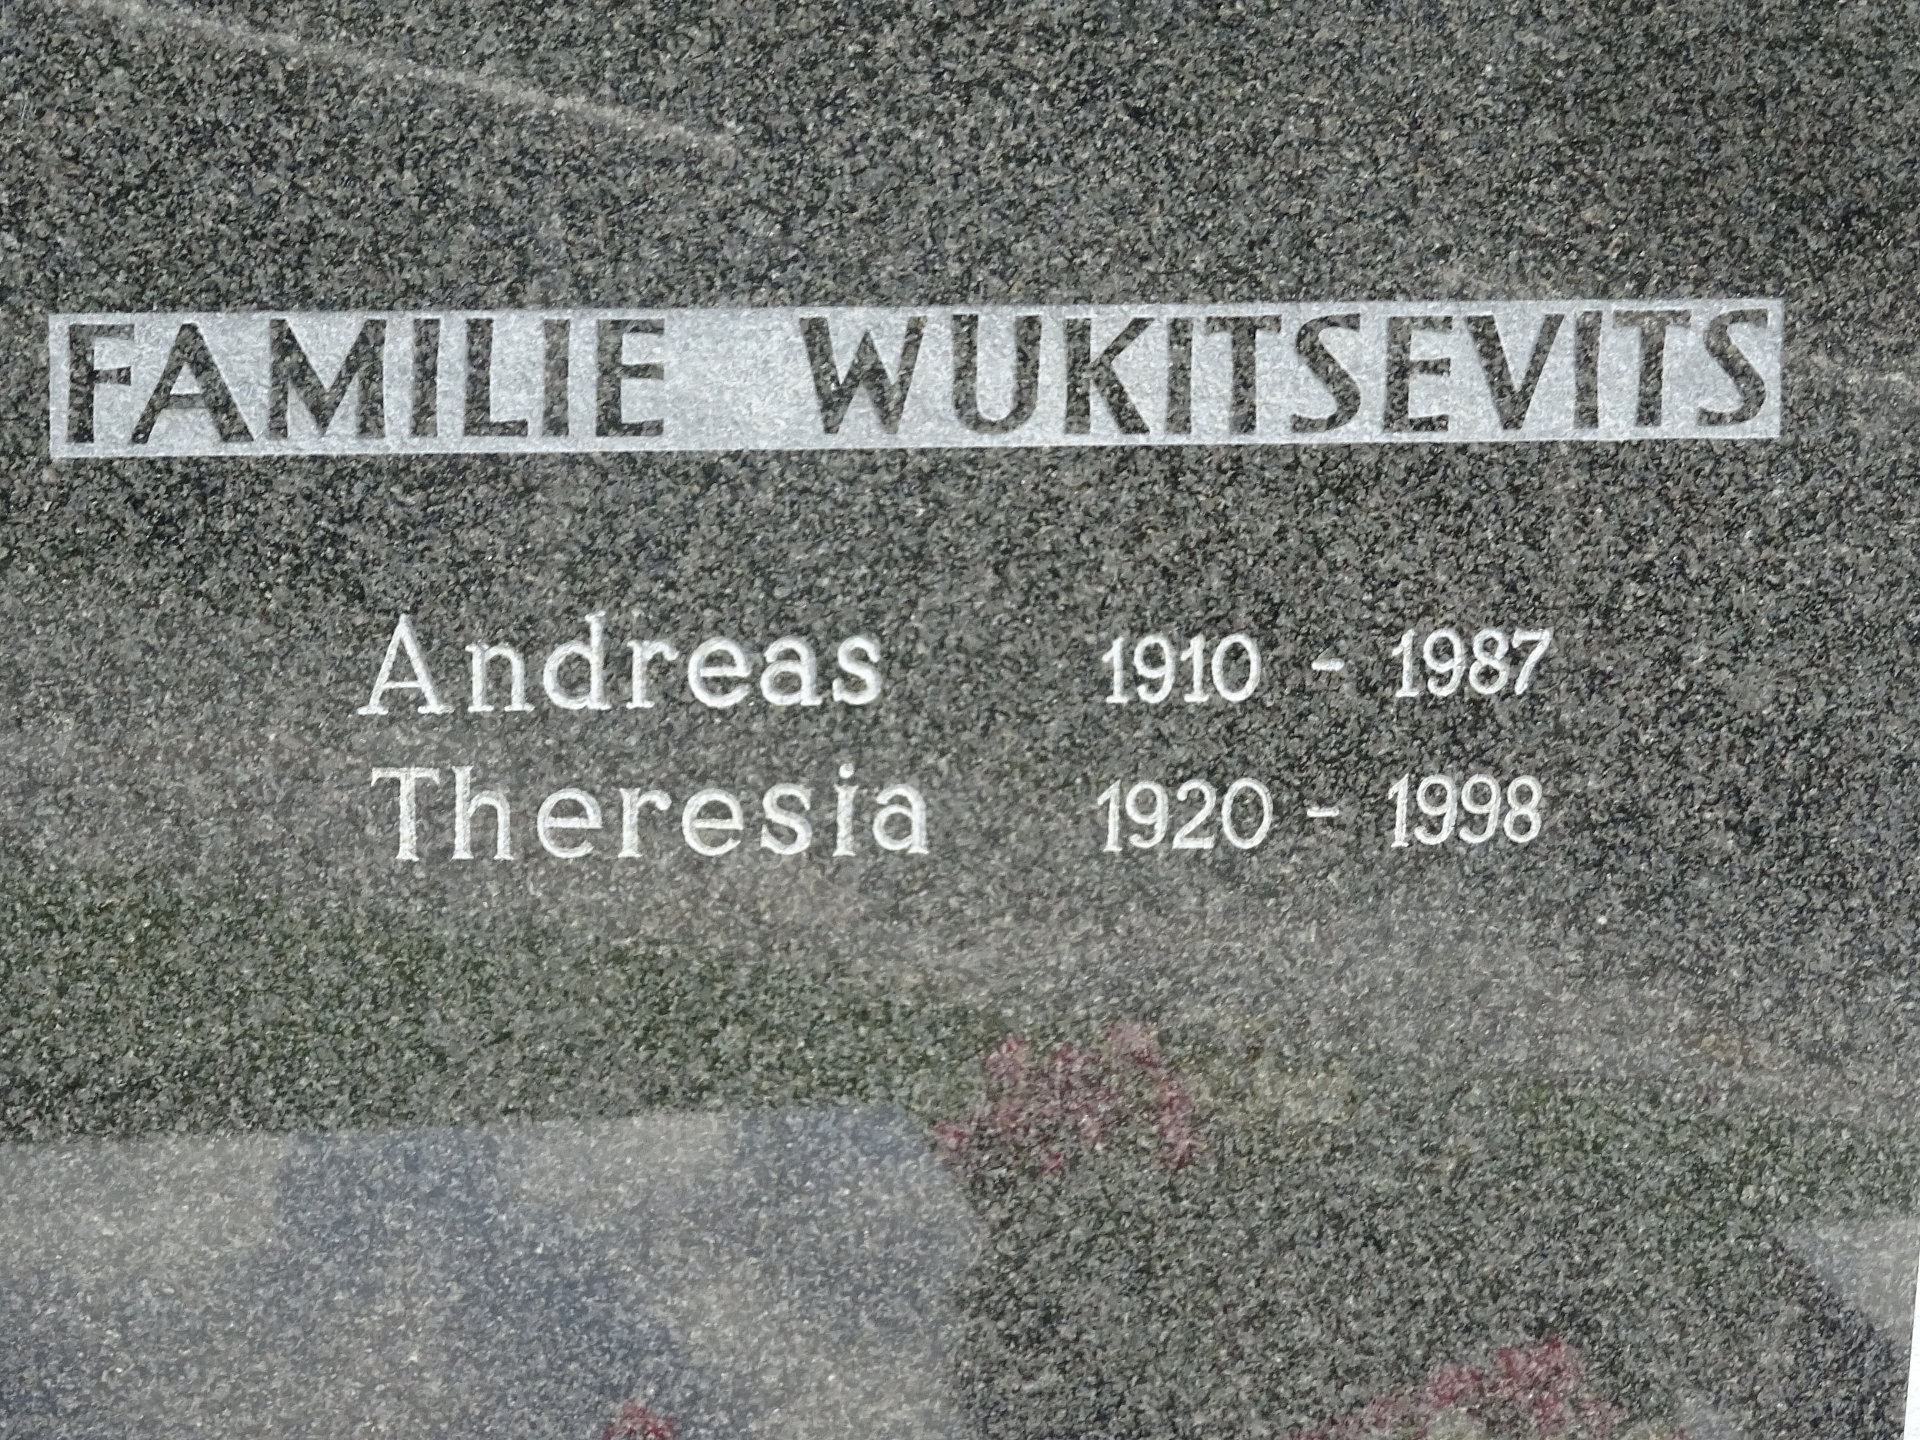 FAMILIE WUKITSEVITS
Andreas 1910 - 1987
Theresia 1920 - 1998